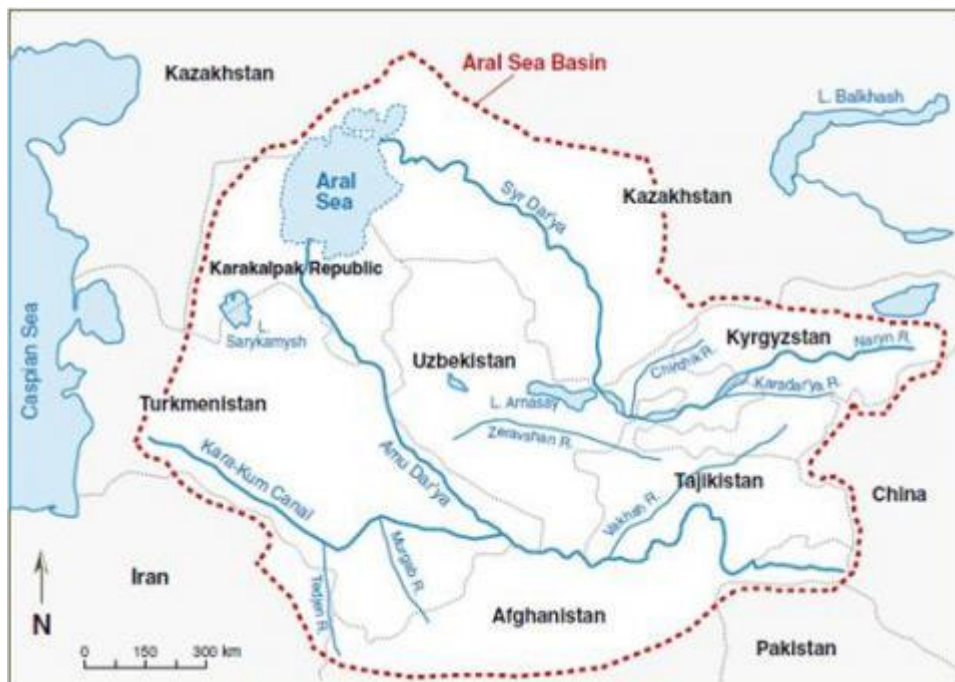 Aral Sea Basin
Kazakhstan
L. Balkhash
Aral
Sea
Syr Dar'ya
Kazakhstan
Karakalpak Republic
L.
Sarykamysh
Caspian Sea
Uzbekistan
Kyrgyzstan
Naryn R.
Chirchik R.
Karadar'ya R.
L. Arnasay
Turkmenistan
Zeravshan R.
Kara-Kum Canal
Amu Dar'ya
Tajikistan
Vakhsh R.
China
Iran
Tedjen R.
Murgab R.
Afghanistan
Pakistan
N
0 150 300 km